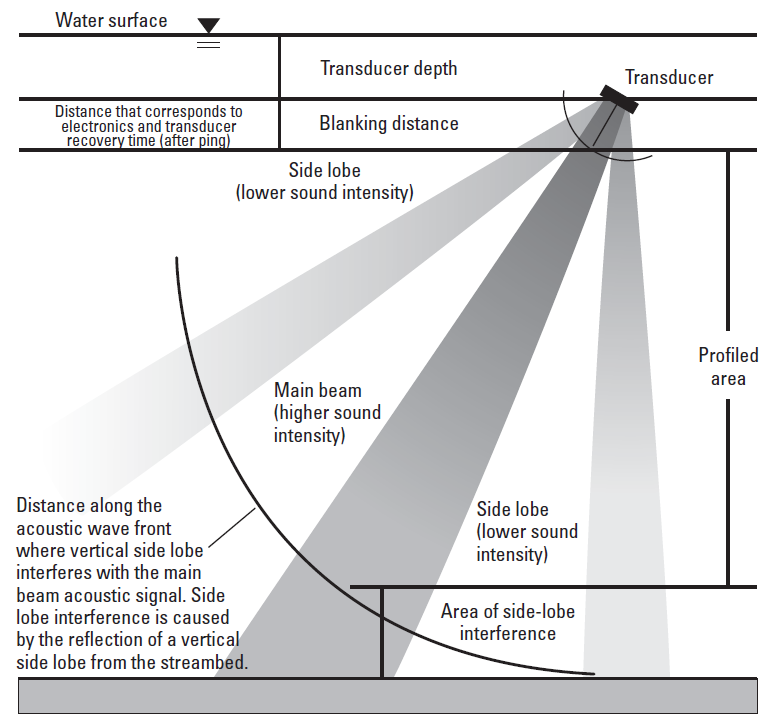 Water surface
Transducer depth
Transducer
Distance that corresponds to
electronics and transducer
recovery time (after ping)
Blanking distance
Side lobe
(lower sound intensity)
Profiled
area
Main beam
(higher sound
intensity)
Distance along the
acoustic wave front
where vertical side lobe
interferes with the main
beam acoustic signal. Side
lobe interference is caused
by the reflection of a vertical
side lobe from the streambed.
Side lobe
(lower sound
intensity)
Area of side-lobe
interference